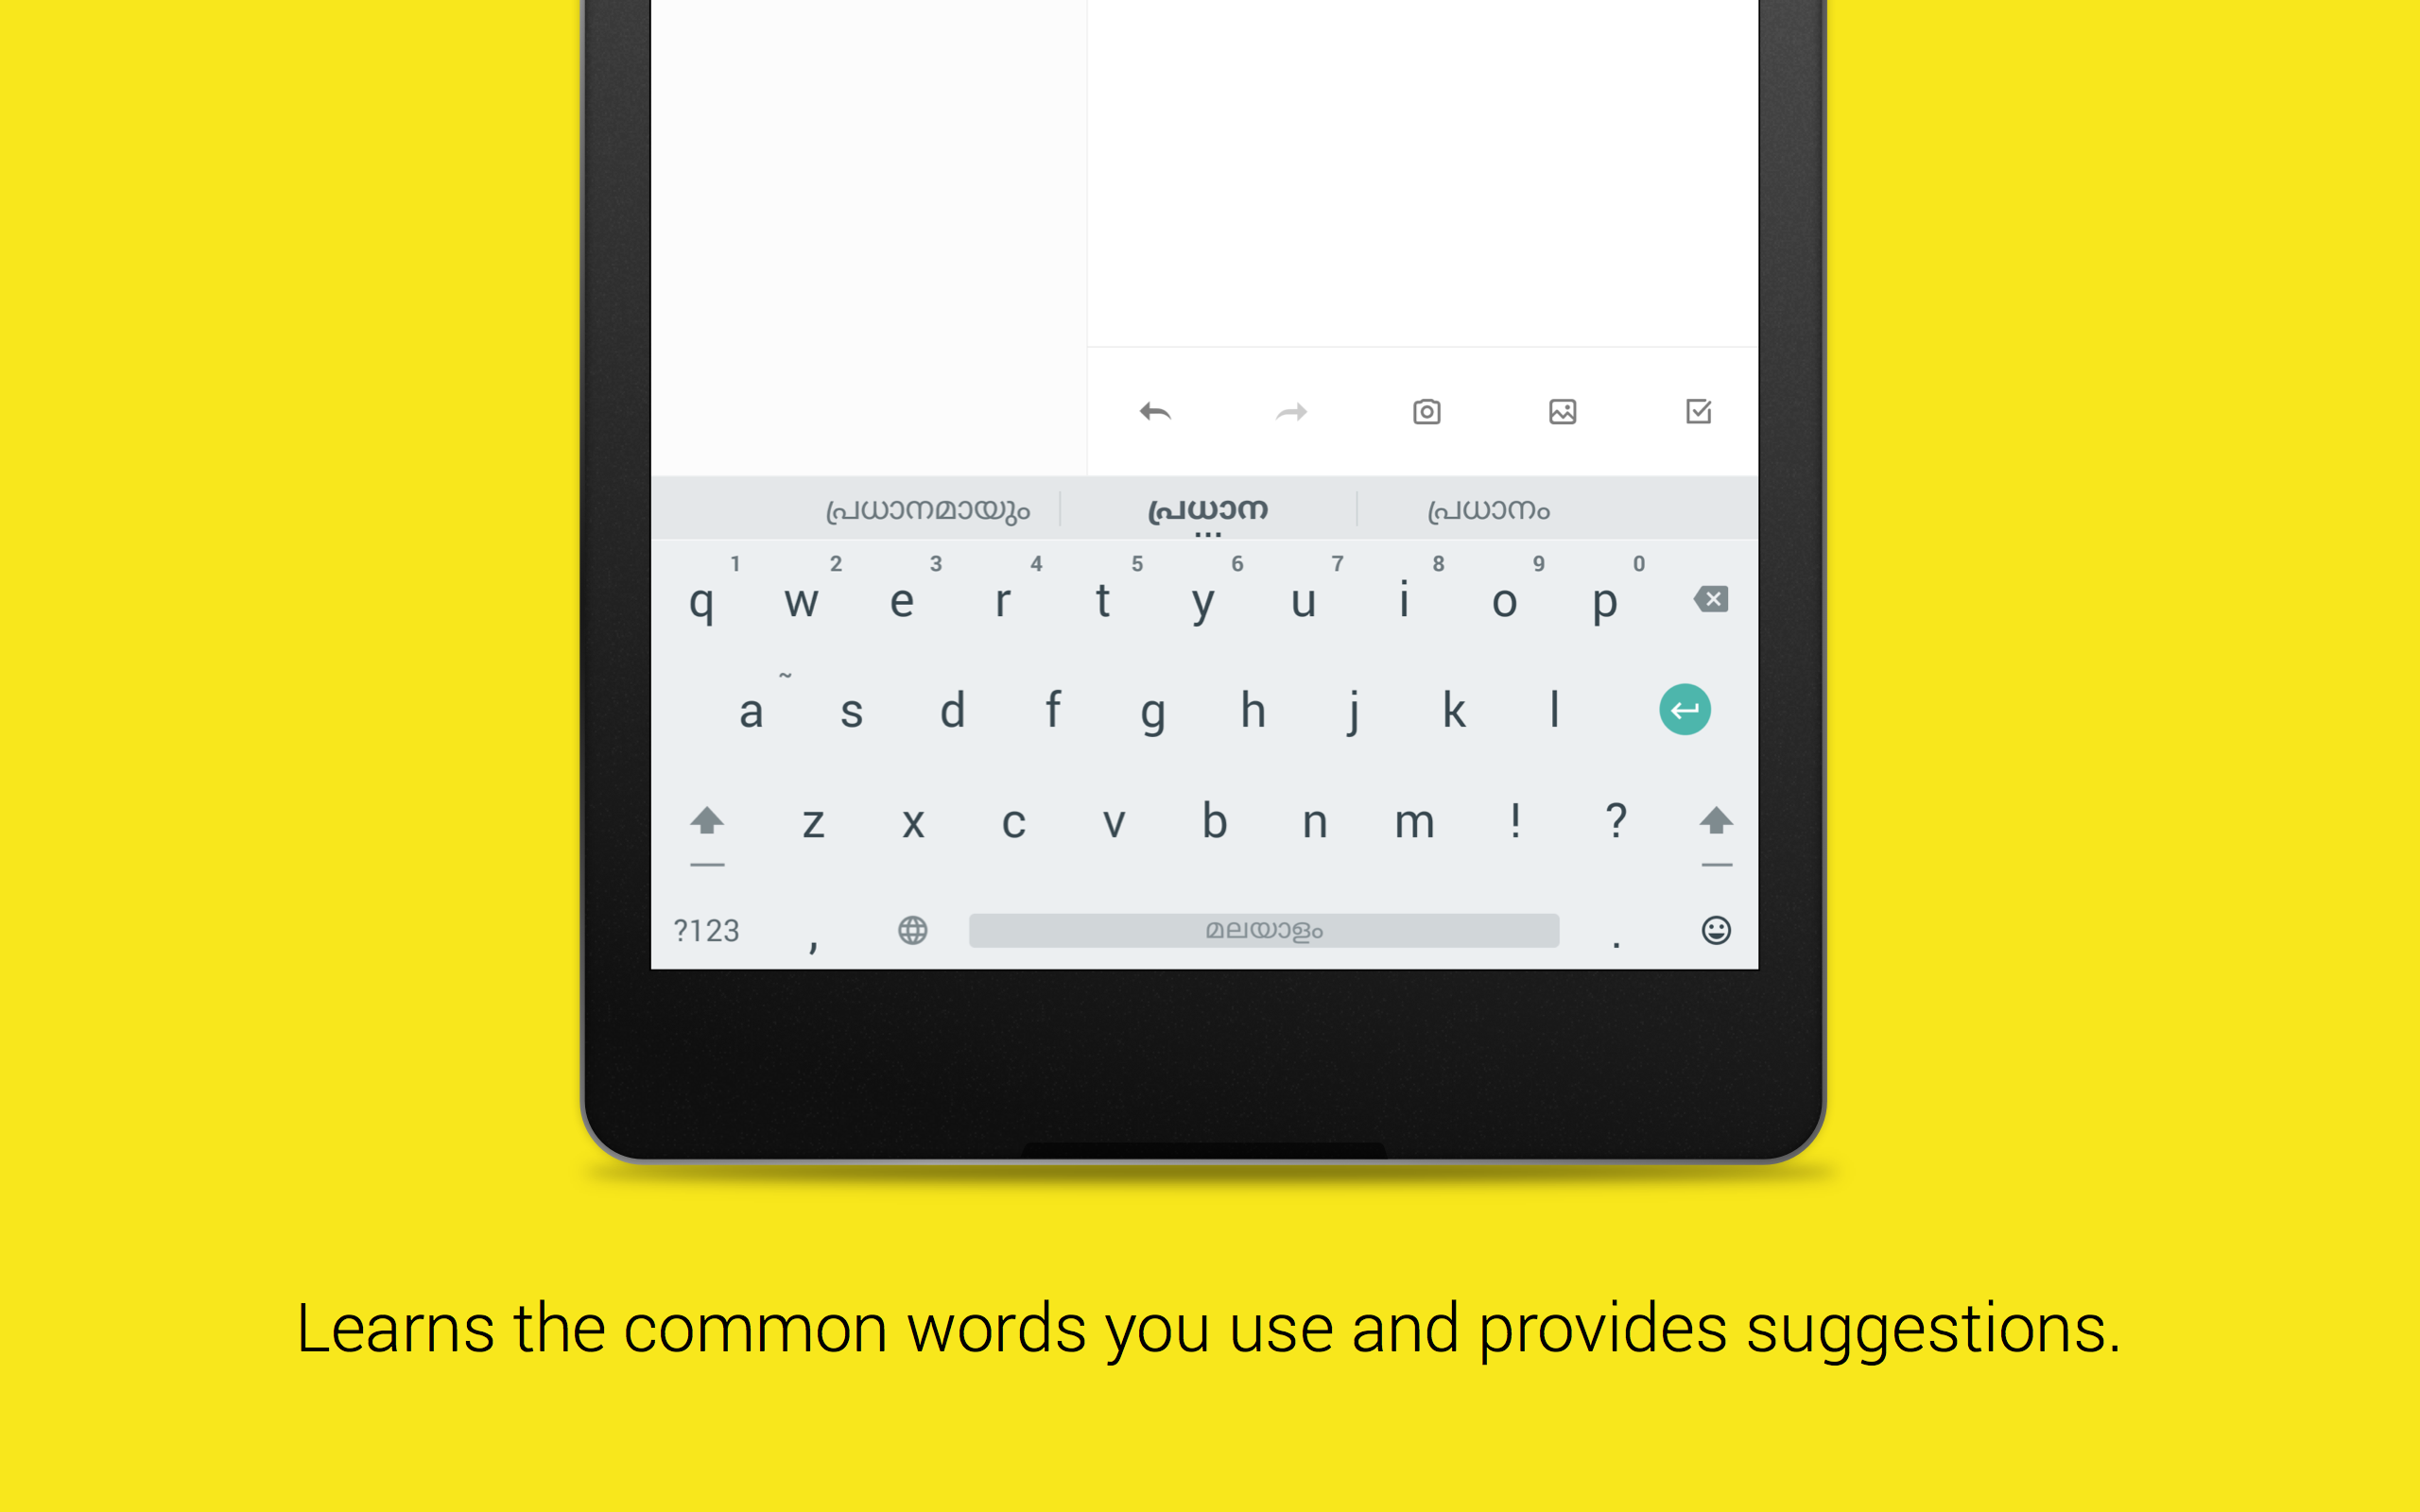 പ്രധാനമായും പ്രധാന പ്രധാനം
1 2 3 4 5 6 7 8 9 0
q w e r t y u i o p
~
a s d f g h j k l
z x c v b n m ! ?
?123 , മലയാളം .
Learns the common words you use and provides suggestions.